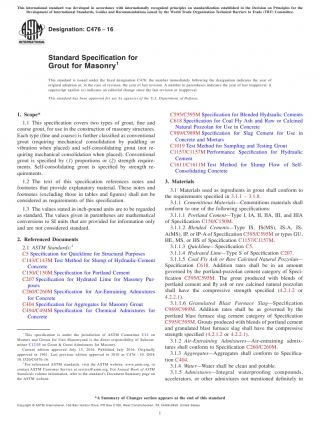 This international standard was developed in accordance with internationally recognized principles on standardization established in the Decision on Principles for the
Development of International Standards, Guides and Recommendations issued by the World Trade Organization Technical Barriers to Trade (TBT) Committee.
Designation: C476 − 16
INTERNATIONAL
Standard Specification for
Grout for Masonry¹
This standard is issued under the fixed designation C476; the number immediately following the designation indicates the year of
original adoption or, in the case of revision, the year of last revision. A number in parentheses indicates the year of last reapproval. A
superscript epsilon (ε) indicates an editorial change since the last revision or reapproval.
This standard has been approved for use by agencies of the U.S. Department of Defense.
1. Scope*
1.1 This specification covers two types of grout, fine and
coarse grout, for use in the construction of masonry structures.
Each type (fine and coarse) is further classified as conventional
grout (requiring mechanical consolidation by puddling or
vibration when placed) and self-consolidating grout (not re-
quiring mechanical consolidation when placed). Conventional
grout is specified by (1) proportions or (2) strength require-
ments. Self-consolidating grout is specified by strength re-
quirements.
1.2 The text of this specification references notes and
footnotes that provide explanatory material. These notes and
footnotes (excluding those in tables and figures) shall not be
considered as requirements of this specification.
1.3 The values stated in inch-pound units are to be regarded
as standard. The values given in parentheses are mathematical
conversions to SI units that are provided for information only
and are not considered standard.
2. Referenced Documents
2.1 ASTM Standards:²
C5 Specification for Quicklime for Structural Purposes
C143/C143M Test Method for Slump of Hydraulic-Cement
Concrete
C150/C150M Specification for Portland Cement
C207 Specification for Hydrated Lime for Masonry Pur-
poses
C260/C260M Specification for Air-Entraining Admixtures
for Concrete
C404 Specification for Aggregates for Masonry Grout
C494/C494M Specification for Chemical Admixtures for
Concrete
¹ This specification is under the jurisdiction of ASTM Committee C12 on
Mortars and Grouts for Unit Masonry and is the direct responsibility of Subcom-
mittee C12.05 on Grout & Grout Admixtures for Masonry.
Current edition approved July 15, 2016. Published July 2016. Originally
approved in 1961. Last previous edition approved in 2010 as C476 – 10. DOI:
10.1520/C0476-16.
² For referenced ASTM standards, visit the ASTM website, www.astm.org, or
contact ASTM Customer Service at service@astm.org. For Annual Book of ASTM
Standards volume information, refer to the standard's Document Summary page on
the ASTM website.
C595/C595M Specification for Blended Hydraulic Cements
C618 Specification for Coal Fly Ash and Raw or Calcined
Natural Pozzolan for Use in Concrete
C989/C989M Specification for Slag Cement for Use in
Concrete and Mortars
C1019 Test Method for Sampling and Testing Grout
C1157/C1157M Performance Specification for Hydraulic
Cement
C1611/C1611M Test Method for Slump Flow of Self-
Consolidating Concrete
3. Materials
3.1 Materials used as ingredients in grout shall conform to
the requirements specified in 3.1.1 – 3.1.8.
3.1.1 Cementitious Materials—Cementitious materials shall
conform to one of the following specifications:
3.1.1.1 Portland Cement—Type I, IA, II, IIA, III, and IIIA
of Specification C150/C150M.
3.1.1.2 Blended Cements—
3.1.1.3 Quicklime—Specification C5.
3.1.1.4 Hydrated Lime—Type S of Specification C207.
3.1.1.5 Coal Fly Ash or Raw or Calcined Natural Pozzolan—
Specification C618. Addition rates shall be in an amount
governed by the portland-pozzolan cement category of Speci-
fication C595/C595M. The grout produced with blends of
portland cement and fly ash or raw calcined natural pozzolan
shall have the compressive strength specified (4.2.1.2 or
4.2.2.1).
3.1.1.6 Granulated Blast Furnace Slag—Specification
C989/C989M. Addition rates shall be as governed by the
portland blast furnace slag cement category of Specification
C595/C595M. Grouts produced with blends of portland cement
and granulated blast furnace slag shall have the compressive
strength specified (4.2.1.2 or 4.2.2.1).
3.1.2 Air-Entraining Admixtures—Air-entraining admix-
tures shall conform to Specification C260/C260M.
3.1.3 Aggregates—Aggregates shall conform to Specifica-
tion C404.
3.1.4 Water—Water shall be clean and potable.
3.1.5 Admixtures—Integral waterproofing compounds,
accelerators, or other admixtures not mentioned definitely in
*A Summary of Changes section appears at the end of this standard
Copyright © ASTM International, 100 Barr Harbor Drive, PO Box C700, West Conshohocken, PA 19428-2959. United States
1